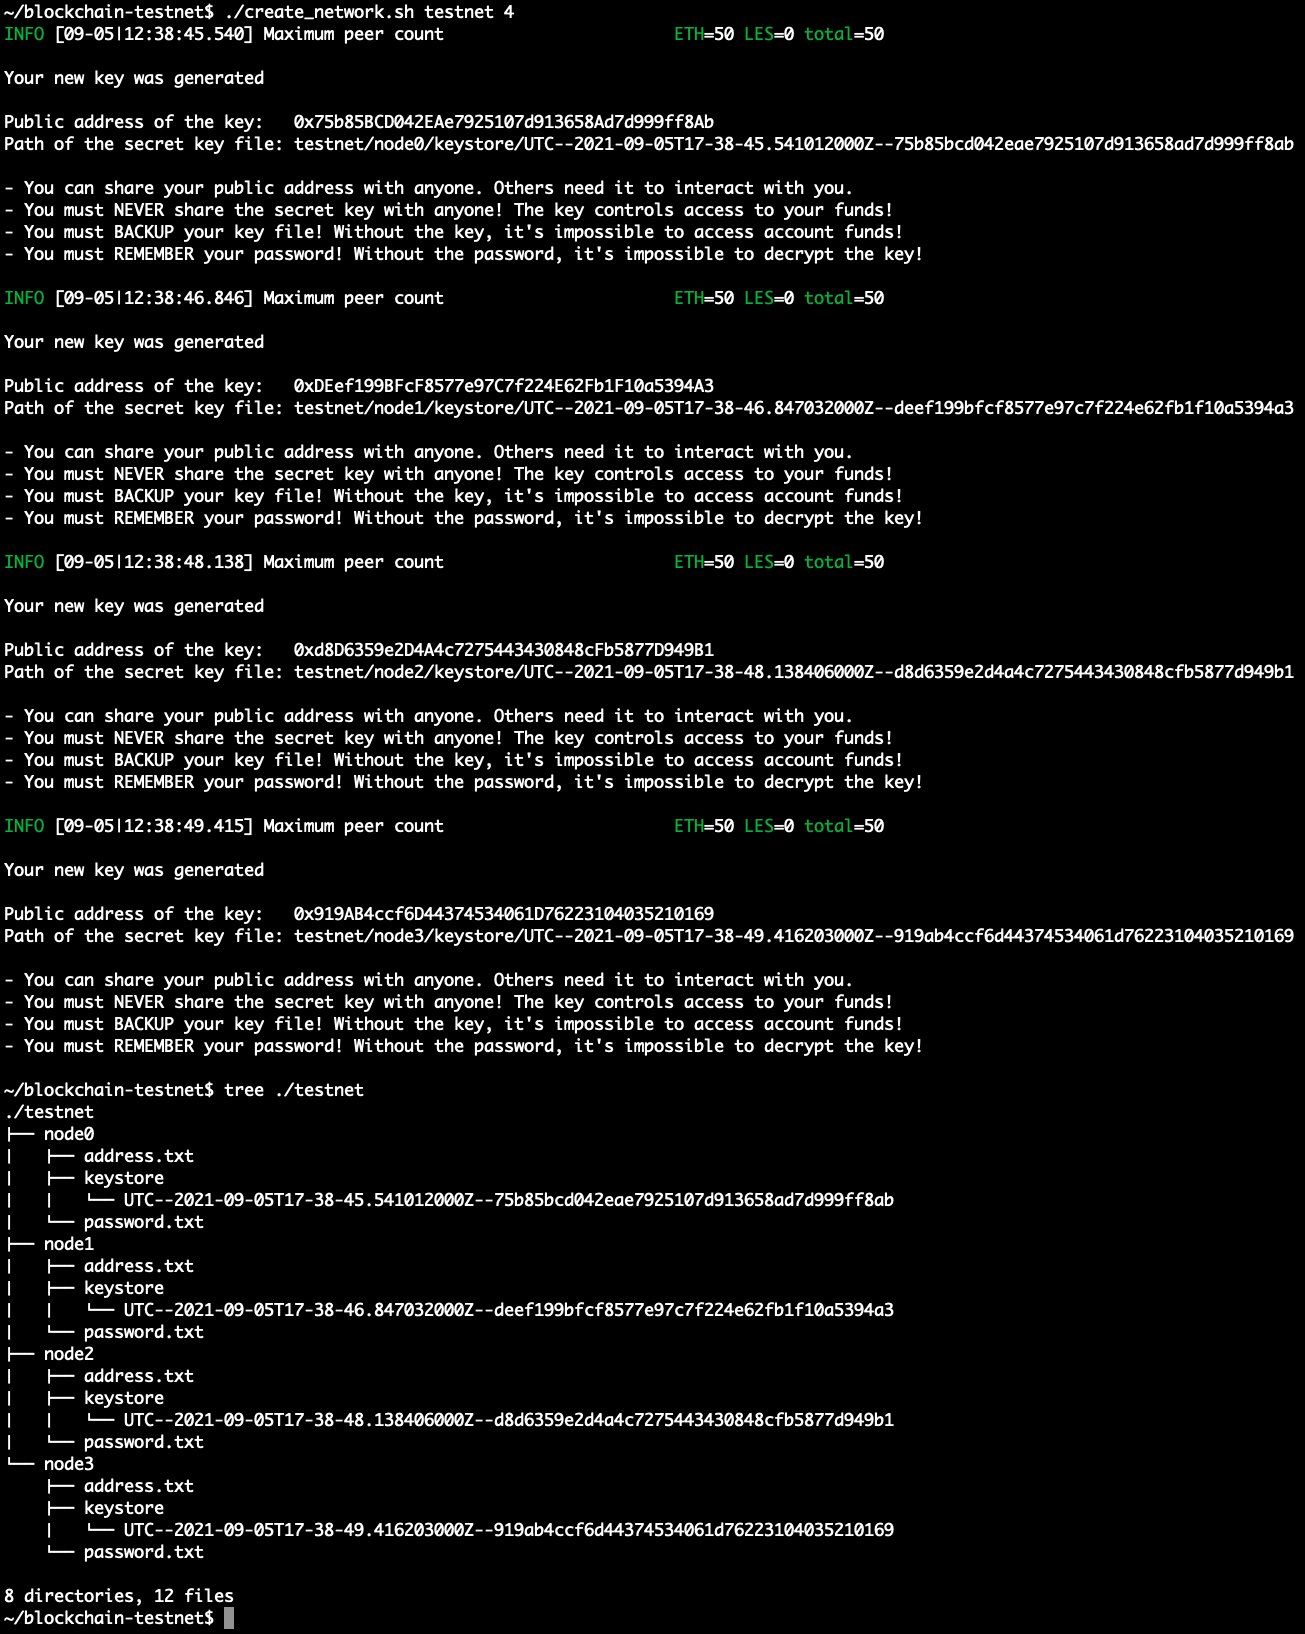 ~/blockchain-testnet$ ./create_network.sh testnet 4
INFO [09-05|12:38:45.540] Maximum peer count                       ETH=50 LES=0 total=50

Your new key was generated

Public address of the key:   0x75b85BCD042EAe7925107d913658Ad7d999ff8Ab
Path of the secret key file: testnet/node0/keystore/UTC--2021-09-05T17-38-45.541012000Z--75b85bcd042eae7925107d913658ad7d999ff8ab

- You can share your public address with anyone. Others need it to interact with you.
- You must NEVER share the secret key with anyone! The key controls access to your funds!
- You must BACKUP your key file! Without the key, it's impossible to access account funds!
- You must REMEMBER your password! Without the password, it's impossible to decrypt the key!

INFO [09-05|12:38:46.846] Maximum peer count                       ETH=50 LES=0 total=50

Your new key was generated

Public address of the key:   0xDEef199BFcF8577e97C7f224E62Fb1F10a5394A3
Path of the secret key file: testnet/node1/keystore/UTC--2021-09-05T17-38-46.847032000Z--deef199bfcf8577e97c7f224e62fb1f10a5394a3

- You can share your public address with anyone. Others need it to interact with you.
- You must NEVER share the secret key with anyone! The key controls access to your funds!
- You must BACKUP your key file! Without the key, it's impossible to access account funds!
- You must REMEMBER your password! Without the password, it's impossible to decrypt the key!

INFO [09-05|12:38:48.138] Maximum peer count                       ETH=50 LES=0 total=50

Your new key was generated

Public address of the key:   0xd8D6359e2D4A4c7275443430848cFb5877D949B1
Path of the secret key file: testnet/node2/keystore/UTC--2021-09-05T17-38-48.138406000Z--d8d6359e2d4a4c7275443430848cfb5877d949b1

- You can share your public address with anyone. Others need it to interact with you.
- You must NEVER share the secret key with anyone! The key controls access to your funds!
- You must BACKUP your key file! Without the key, it's impossible to access account funds!
- You must REMEMBER your password! Without the password, it's impossible to decrypt the key!

INFO [09-05|12:38:49.415] Maximum peer count                       ETH=50 LES=0 total=50

Your new key was generated

Public address of the key:   0x919AB4ccf6D44374534061D76223104035210169
Path of the secret key file: testnet/node3/keystore/UTC--2021-09-05T17-38-49.416203000Z--919ab4ccf6d44374534061d76223104035210169

- You can share your public address with anyone. Others need it to interact with you.
- You must NEVER share the secret key with anyone! The key controls access to your funds!
- You must BACKUP your key file! Without the key, it's impossible to access account funds!
- You must REMEMBER your password! Without the password, it's impossible to decrypt the key!

~/blockchain-testnet$ tree ./testnet
./testnet
├── node0
│   ├── address.txt
│   ├── keystore
│   │   └── UTC--2021-09-05T17-38-45.541012000Z--75b85bcd042eae7925107d913658ad7d999ff8ab
│   └── password.txt
├── node1
│   ├── address.txt
│   ├── keystore
│   │   └── UTC--2021-09-05T17-38-46.847032000Z--deef199bfcf8577e97c7f224e62fb1f10a5394a3
│   └── password.txt
├── node2
│   ├── address.txt
│   ├── keystore
│   │   └── UTC--2021-09-05T17-38-48.138406000Z--d8d6359e2d4a4c7275443430848cfb5877d949b1
│   └── password.txt
└── node3
    ├── address.txt
    ├── keystore
    │   └── UTC--2021-09-05T17-38-49.416203000Z--919ab4ccf6d44374534061d76223104035210169
    └── password.txt

8 directories, 12 files
~/blockchain-testnet$